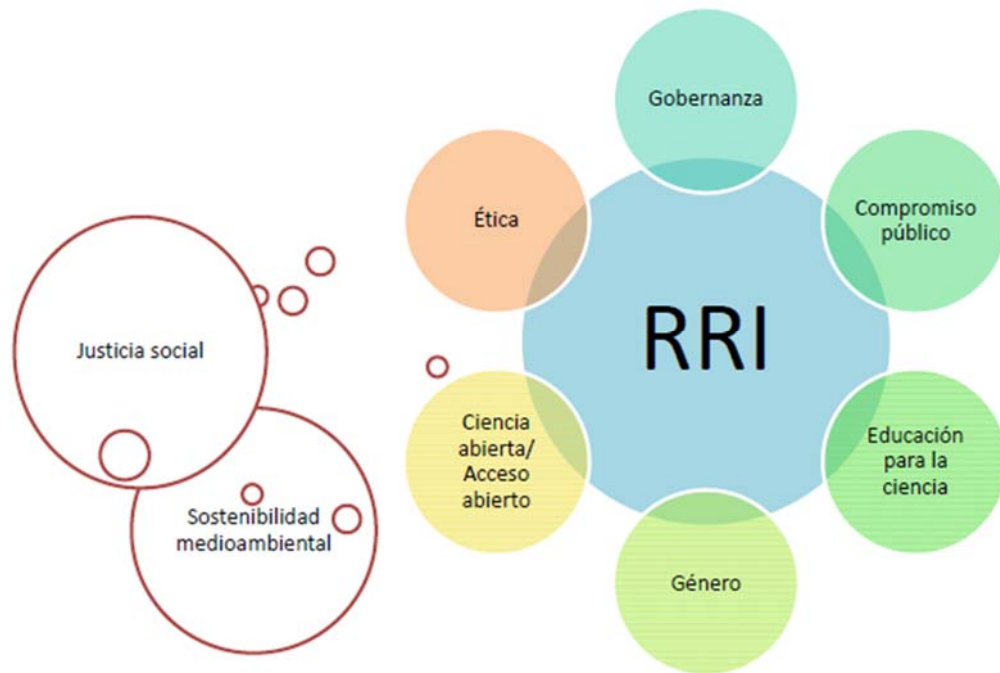 Gobernanza
Ética
Compromiso
público
RRI
Justicia social
Ciencia
abierta/
Acceso
abierto
Educación
para la
ciencia
Sostenibilidad
medioambiental
Género